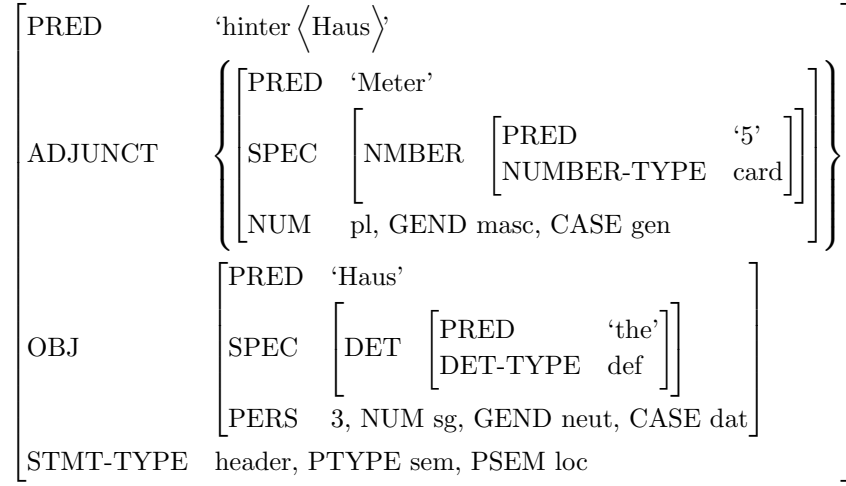 PRED ‘hinter⟨Haus⟩’
PRED ‘Meter’
ADJUNCT SPEC NMBER PRED ‘5’
NUMBER-TYPE card
NUM pl, GEND masc, CASE gen
PRED ‘Haus’
OBJ SPEC DET PRED ‘the’
DET-TYPE def
PERS 3, NUM sg, GEND neut, CASE dat
STMT-TYPE header, PTYPE sem, PSEM loc